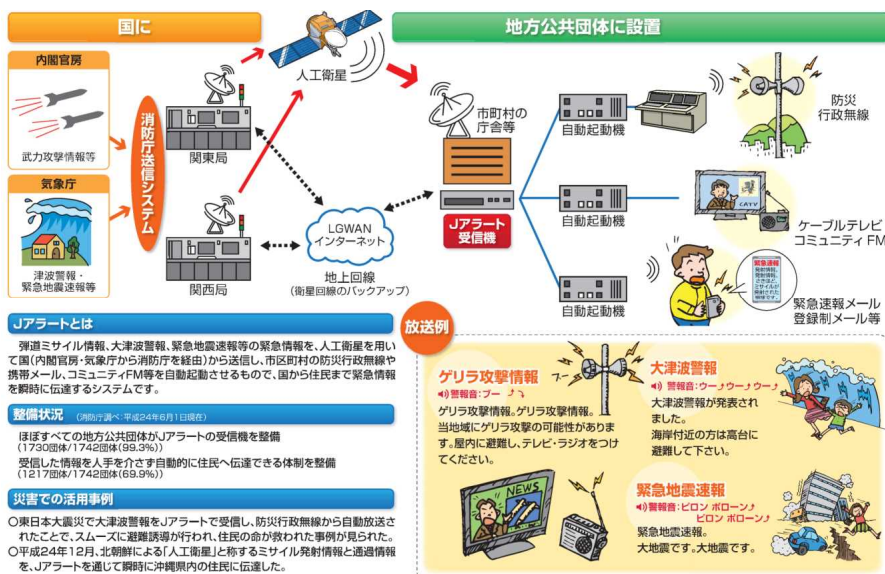 国に
地方公共団体に設置
内閣官房
武力攻撃情報等
気象庁
津波警報・
緊急地震速報等
消防庁送信システム
関東局
関西局
人工衛星
LGWAN
インターネット
地上回線
(衛星回線のバックアップ)
市町村の
庁舎等
Jアラート
受信機
自動起動機
自動起動機
自動起動機
防災
行政無線
CATV
ケーブルテレビ
コミュニティFM
緊急速報
発射情報。
発射情報。
さきほど、
ミサイルが
発射された
模様です。
緊急速報メール
登録制メール等
Jアラートとは
弾道ミサイル情報、大津波警報、緊急地震速報等の緊急情報を、人工衛星を用い
て国(内閣官房・気象庁から消防庁を経由)から送信し、市区町村の防災行政無線や
携帯メール、コミュニティFM等を自動起動させるもので、国から住民まで緊急情報
を瞬時に伝達するシステムです。
整備状況 (消防庁調べ:平成24年6月1日現在)
ほぼすべての地方公共団体がJアラートの受信機を整備
(1730団体/1742団体(99.3%))
受信した情報を人手を介さず自動的に住民へ伝達できる体制を整備
(1217団体/1742団体(69.9%))
災害での活用事例
○東日本大震災で大津波警報をJアラートで受信し、防災行政無線から自動放送さ
れたことで、スムーズに避難誘導が行われ、住民の命が救われた事例が見られた。
○平成24年12月、北朝鮮による「人工衛星」と称するミサイル発射情報と通過情報
を、Jアラートを通じて瞬時に沖縄県内の住民に伝達した。
放送例
ゲリラ攻撃情報
警報音:ブー
ブー
ゲリラ攻撃情報。ゲリラ攻撃情報。
当地域にゲリラ攻撃の可能性がありま
す。屋内に避難し、テレビ・ラジオをつけ
てください。
NEWS
大津波警報
警報音:ウー↗ウー↗ウー↗
大津波警報が発表され
ました。
海岸付近の方は高台に
避難して下さい。
緊急地震速報
警報音:ピロン ポローン♪
ピロン ポローン♪
緊急地震速報。
大地震です。大地震です。